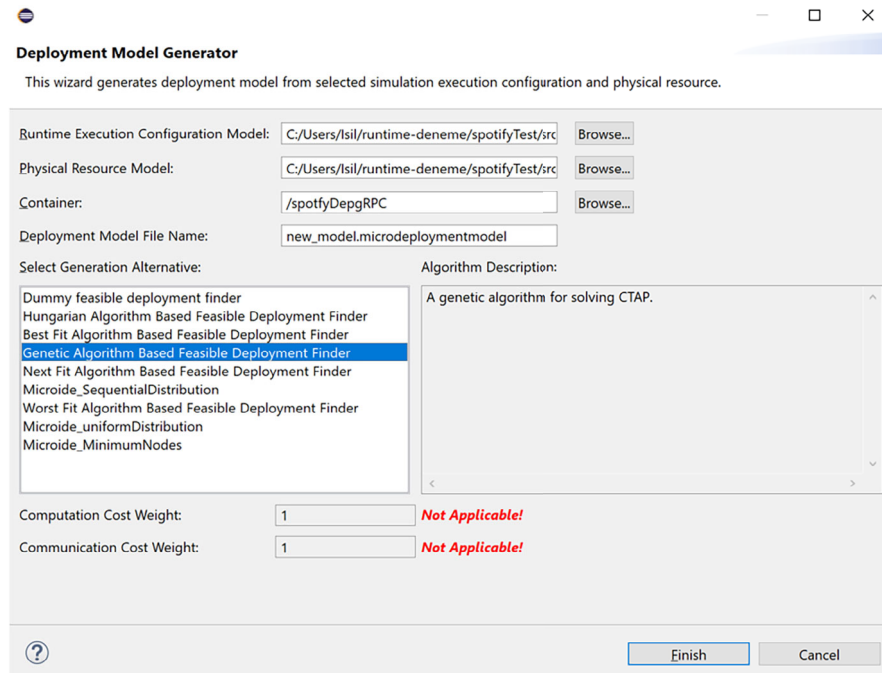 Deployment Model Generator
This wizard generates deployment model from selected simulation execution configuration and physical resource.
Runtime Execution Configuration Model: C:/Users/Isil/runtime-deneme/spotifyTest/src Browse...
Physical Resource Model: C:/Users/Isil/runtime-deneme/spotifyTest/src Browse...
Container: /spotfyDepgRPC Browse...
Deployment Model File Name: new_model.microdeploymentmodel
Select Generation Alternative: Algorithm Description:
Dummy feasible deployment finder A genetic algorithm for solving CTAP.
Hungarian Algorithm Based Feasible Deployment Finder
Best Fit Algorithm Based Feasible Deployment Finder
Genetic Algorithm Based Feasible Deployment Finder
Next Fit Algorithm Based Feasible Deployment Finder
Microide_SequentialDistribution
Worst Fit Algorithm Based Feasible Deployment Finder
Microide_uniformDistribution
Microide_MinimumNodes
Computation Cost Weight: 1 Not Applicable!
Communication Cost Weight: 1 Not Applicable!
? Finish Cancel